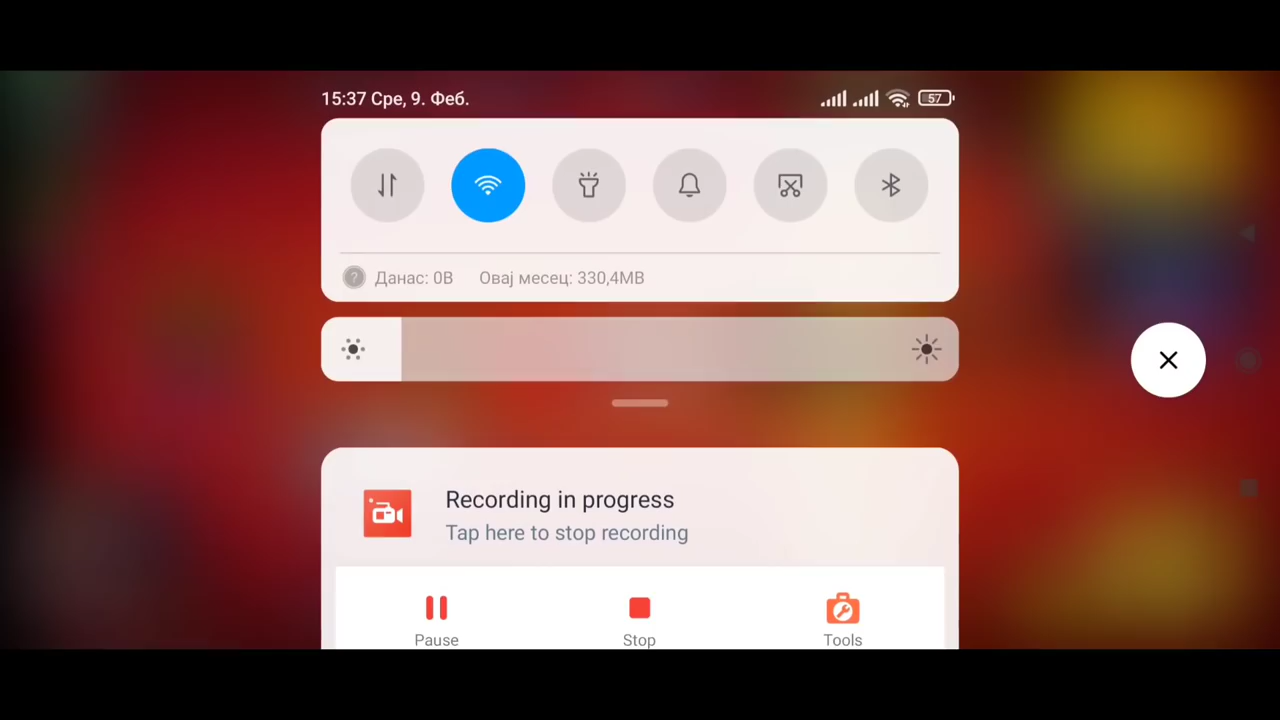 15:37 Сре, 9. Феб.
57
Данас: 0B Овај месец: 330,4MB
Recording in progress
Tap here to stop recording
Pause Stop Tools